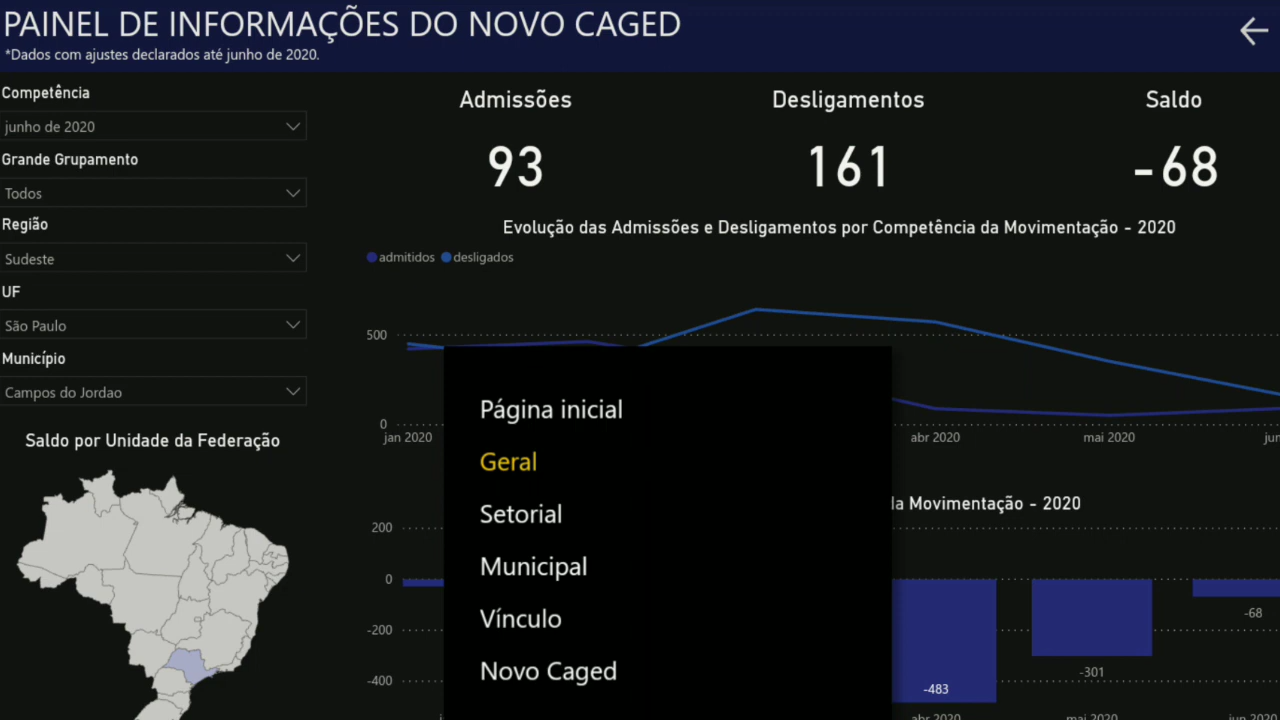 PAINEL DE INFORMAÇÕES DO NOVO CAGED
*Dados com ajustes declarados até junho de 2020.
Competência
junho de 2020
Grande Grupamento
Todos
Região
Sudeste
UF
São Paulo
Município
Campos do Jordao
Saldo por Unidade da Federação
Admissões
93
Desligamentos
161
Saldo
-68
Evolução das Admissões e Desligamentos por Competência da Movimentação - 2020
admitidos desligados
500
0
jan 2020
abr 2020
mai 2020
Página inicial
Geral
Setorial
Municipal
Vínculo
Novo Caged
da Movimentação - 2020
200
0
-200
-400
-483
-301
-68
abr 2020
mai 2020
jun 2020